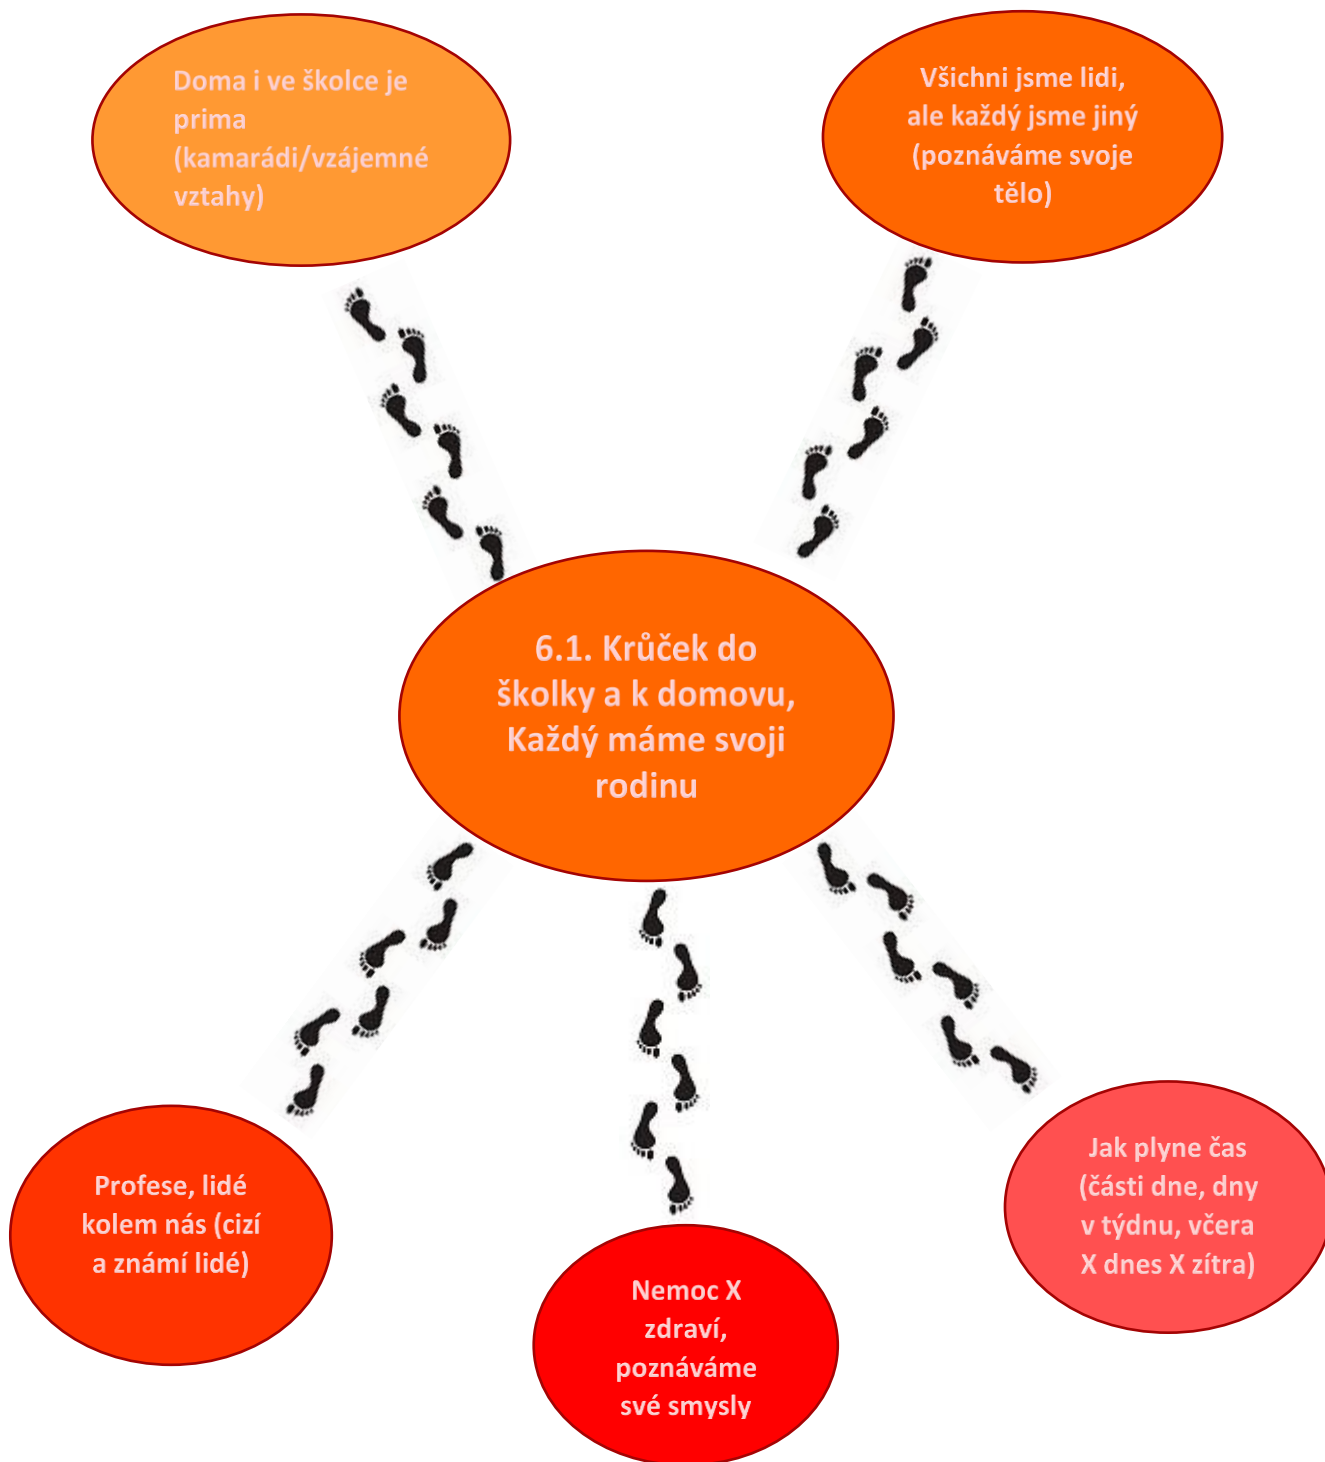 Doma i ve školce je
prima
(kamarádi/vzájemné
vztahy)
Všichni jsme lidi,
ale každý jsme jiný
(poznáváme svoje
tělo)
6.1. Krůček do
školky a k domovu,
Každý máme svoji
rodinu
Profese, lidé
kolem nás (cizí
a známí lidé)
Nemoc X
zdraví,
poznáváme
své smysly
Jak plyne čas
(části dne, dny
v týdnu, včera
X dnes X zítra)